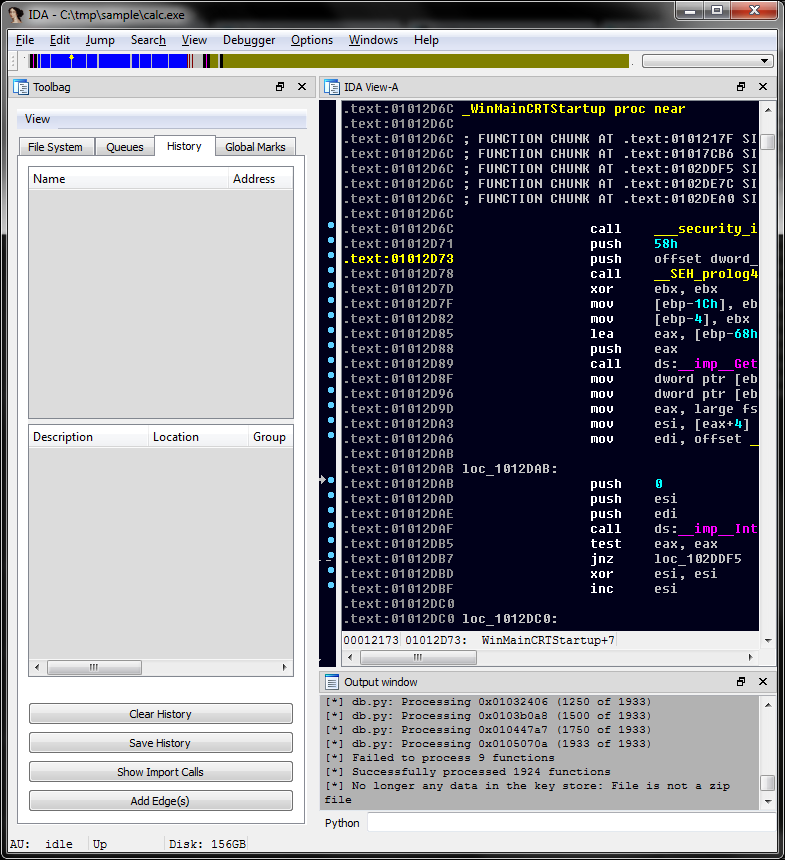 IDA - C:\tmp\sample\calc.exe
File Edit Jump Search View Debugger Options Windows Help
Toolbag
View
File System Queues History Global Marks
Name Address
Description Location Group
Clear History
Save History
Show Import Calls
Add Edge(s)
IDA View-A
.text:01012D6C _WinMainCRTStartup proc near
.text:01012D6C
.text:01012D6C ; FUNCTION CHUNK AT .text:0101217F SI
.text:01012D6C ; FUNCTION CHUNK AT .text:01017CB6 SI
.text:01012D6C ; FUNCTION CHUNK AT .text:0102DDF5 SI
.text:01012D6C ; FUNCTION CHUNK AT .text:0102DE7C SI
.text:01012D6C ; FUNCTION CHUNK AT .text:0102DEA0 SI
.text:01012D6C
.text:01012D6C call ___security_i
.text:01012D71 push 58h
.text:01012D73 push offset dword_
.text:01012D78 call __SEH_prolog4
.text:01012D7D xor ebx, ebx
.text:01012D7F mov [ebp-1Ch], eb
.text:01012D82 mov [ebp-4], ebx
.text:01012D85 lea eax, [ebp-68h
.text:01012D88 push eax
.text:01012D89 call ds:__imp__Get
.text:01012D8F mov dword ptr [eb
.text:01012D96 mov dword ptr [eb
.text:01012D9D mov eax, large fs
.text:01012DA3 mov esi, [eax+4]
.text:01012DA6 mov edi, offset _
.text:01012DAB
.text:01012DAB loc_1012DAB:
.text:01012DAB push 0
.text:01012DAD push esi
.text:01012DAE push edi
.text:01012DAF call ds:__imp__Int
.text:01012DB5 test eax, eax
.text:01012DB7 jnz loc_102DDF5
.text:01012DBD xor esi, esi
.text:01012DBF inc esi
.text:01012DC0
.text:01012DC0 loc_1012DC0:
00012173 01012D73: WinMainCRTStartup+7
Output window
[*] db.py: Processing 0x01032406 (1250 of 1933)
[*] db.py: Processing 0x0103b0a8 (1500 of 1933)
[*] db.py: Processing 0x010447a7 (1750 of 1933)
[*] db.py: Processing 0x0105070a (1933 of 1933)
[*] Failed to process 9 functions
[*] Successfully processed 1924 functions
[*] No longer any data in the key store: File is not a zip
file
Python
AU: idle Up Disk: 156GB